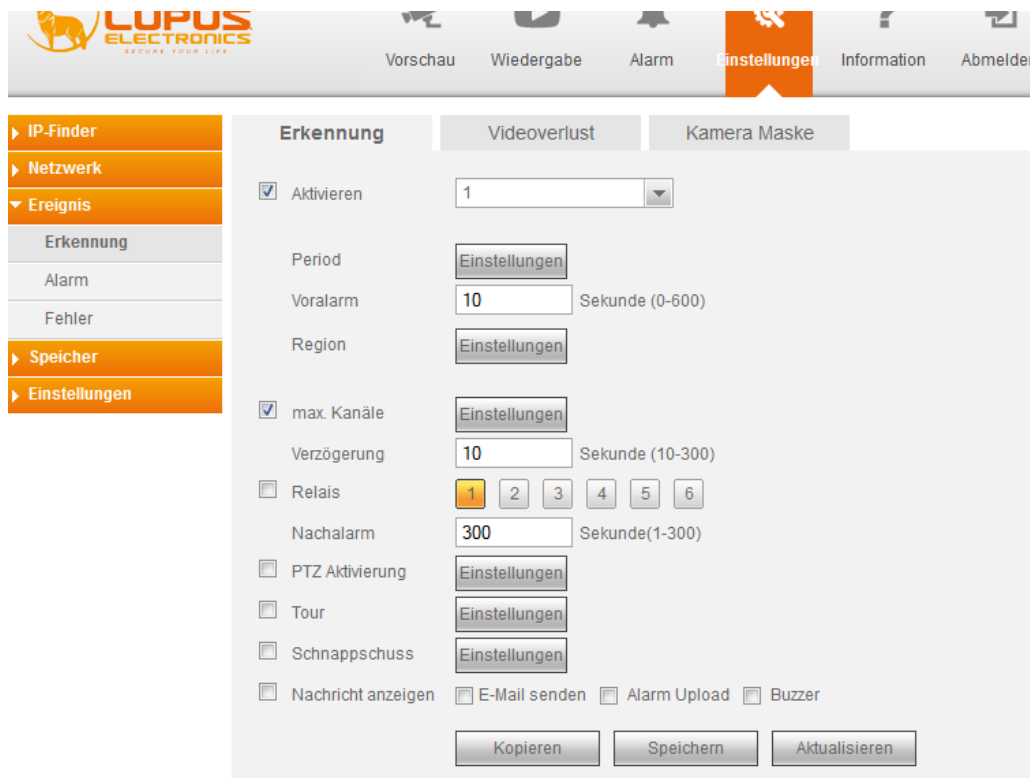 LUPUS
ELECTRONICS
SECURE YOUR LIFE
Vorschau Wiedergabe Alarm Einstellungen Information Abmelden
IP-Finder
Netzwerk
Ereignis
Erkennung
Alarm
Fehler
Speicher
Einstellungen
Erkennung Videoverlust Kamera Maske
Aktivieren 1
Period Einstellungen
Voralarm 10 Sekunde (0-600)
Region Einstellungen
max. Kanäle Einstellungen
Verzögerung 10 Sekunde (10-300)
Relais 1 2 3 4 5 6
Nachalarm 300 Sekunde(1-300)
PTZ Aktivierung Einstellungen
Tour Einstellungen
Schnappschuss Einstellungen
Nachricht anzeigen E-Mail senden Alarm Upload Buzzer
Kopieren Speichern Aktualisieren